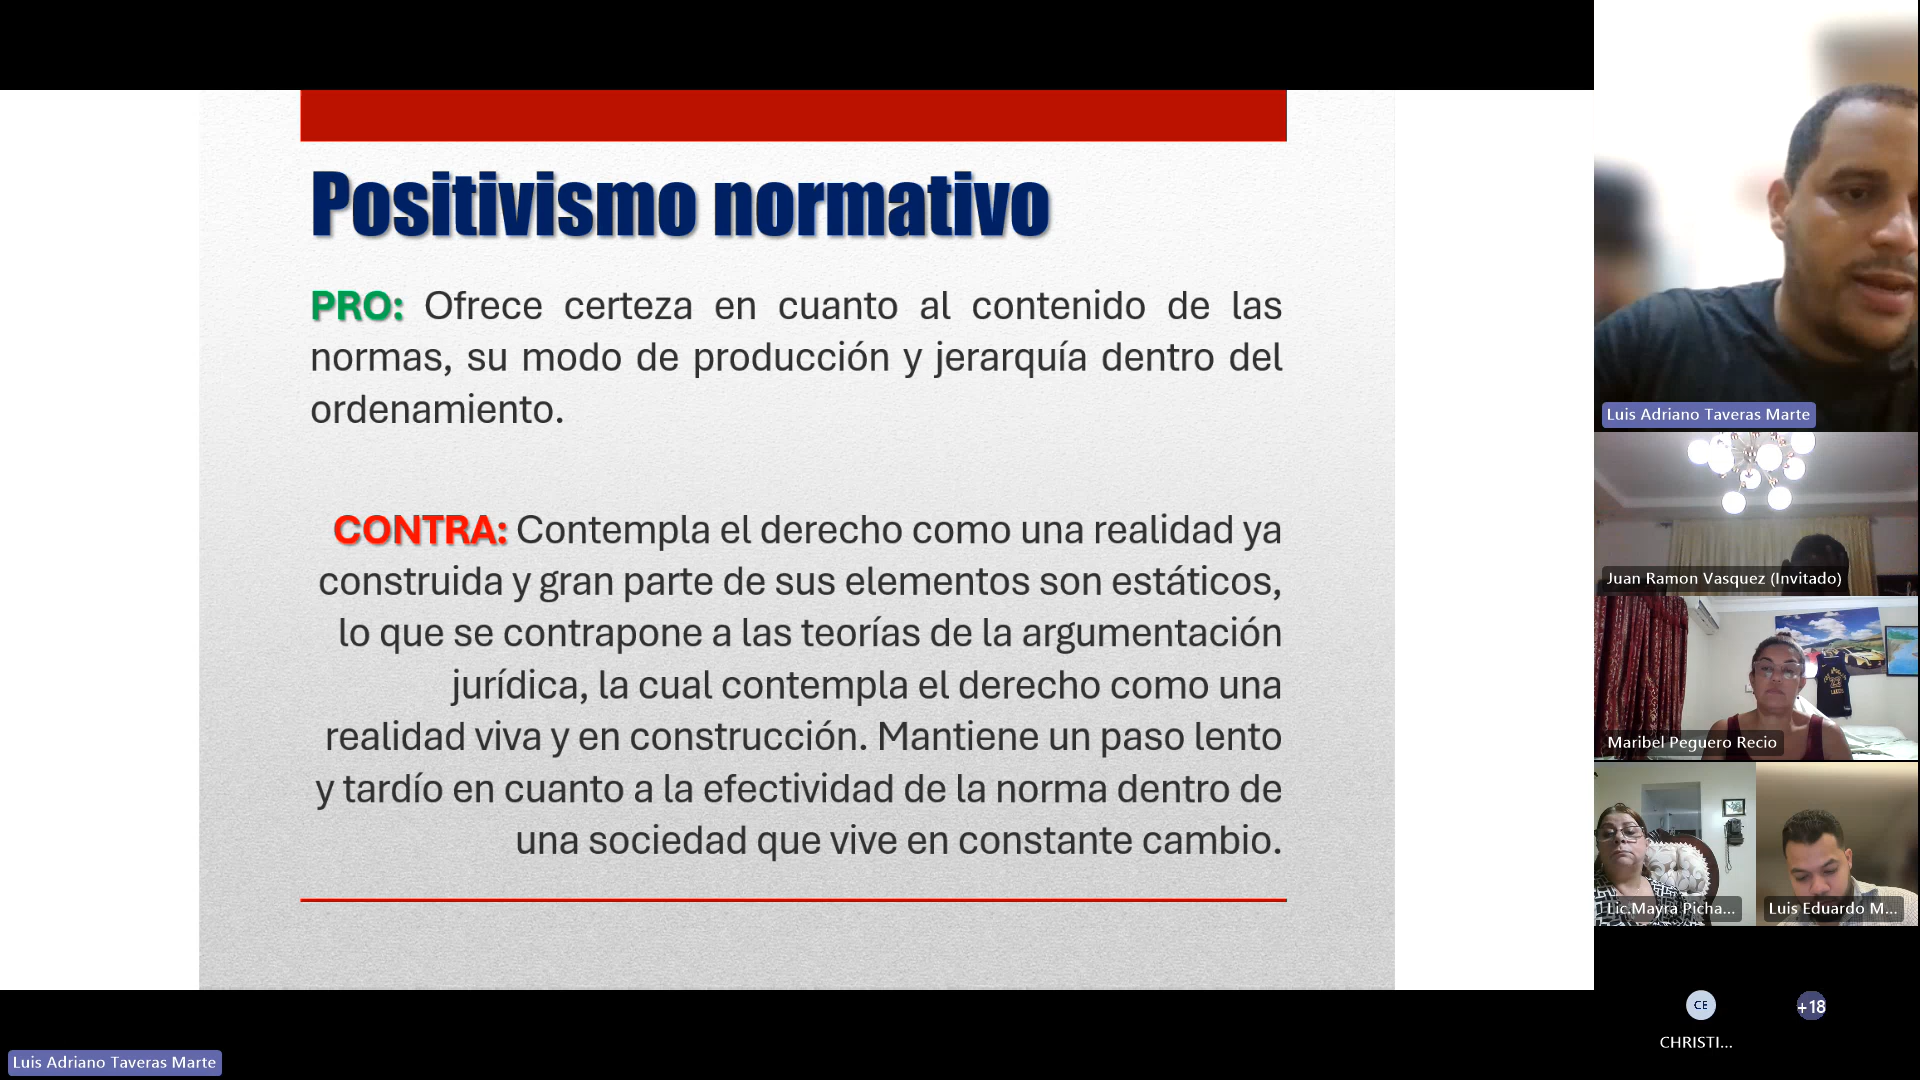 Positivismo normativo
PRO: Ofrece certeza en cuanto al contenido de las
normas, su modo de producción y jerarquía dentro del
ordenamiento.
CONTRA: Contempla el derecho como una realidad ya
construida y gran parte de sus elementos son estáticos,
lo que se contrapone a las teorías de la argumentación
jurídica, la cual contempla el derecho como una
realidad viva y en construcción. Mantiene un paso lento
y tardío en cuanto a la efectividad de la norma dentro de
una sociedad que vive en constante cambio.
Luis Adriano Taveras Marte
Juan Ramon Vasquez (Invitado)
Maribel Peguero Recio
Lic.Mayra Picha...
Luis Eduardo M...
CE
+18
CHRISTI...
Luis Adriano Taveras Marte